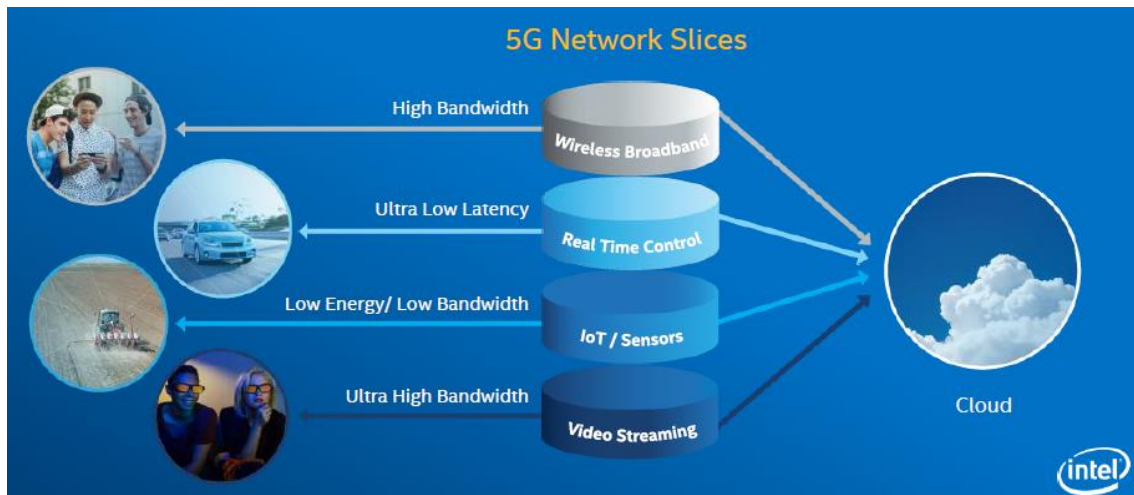 5G Network Slices
High Bandwidth
Wireless Broadband
Ultra Low Latency
Real Time Control
Low Energy/ Low Bandwidth
IoT / Sensors
Ultra High Bandwidth
Video Streaming
Cloud
intel